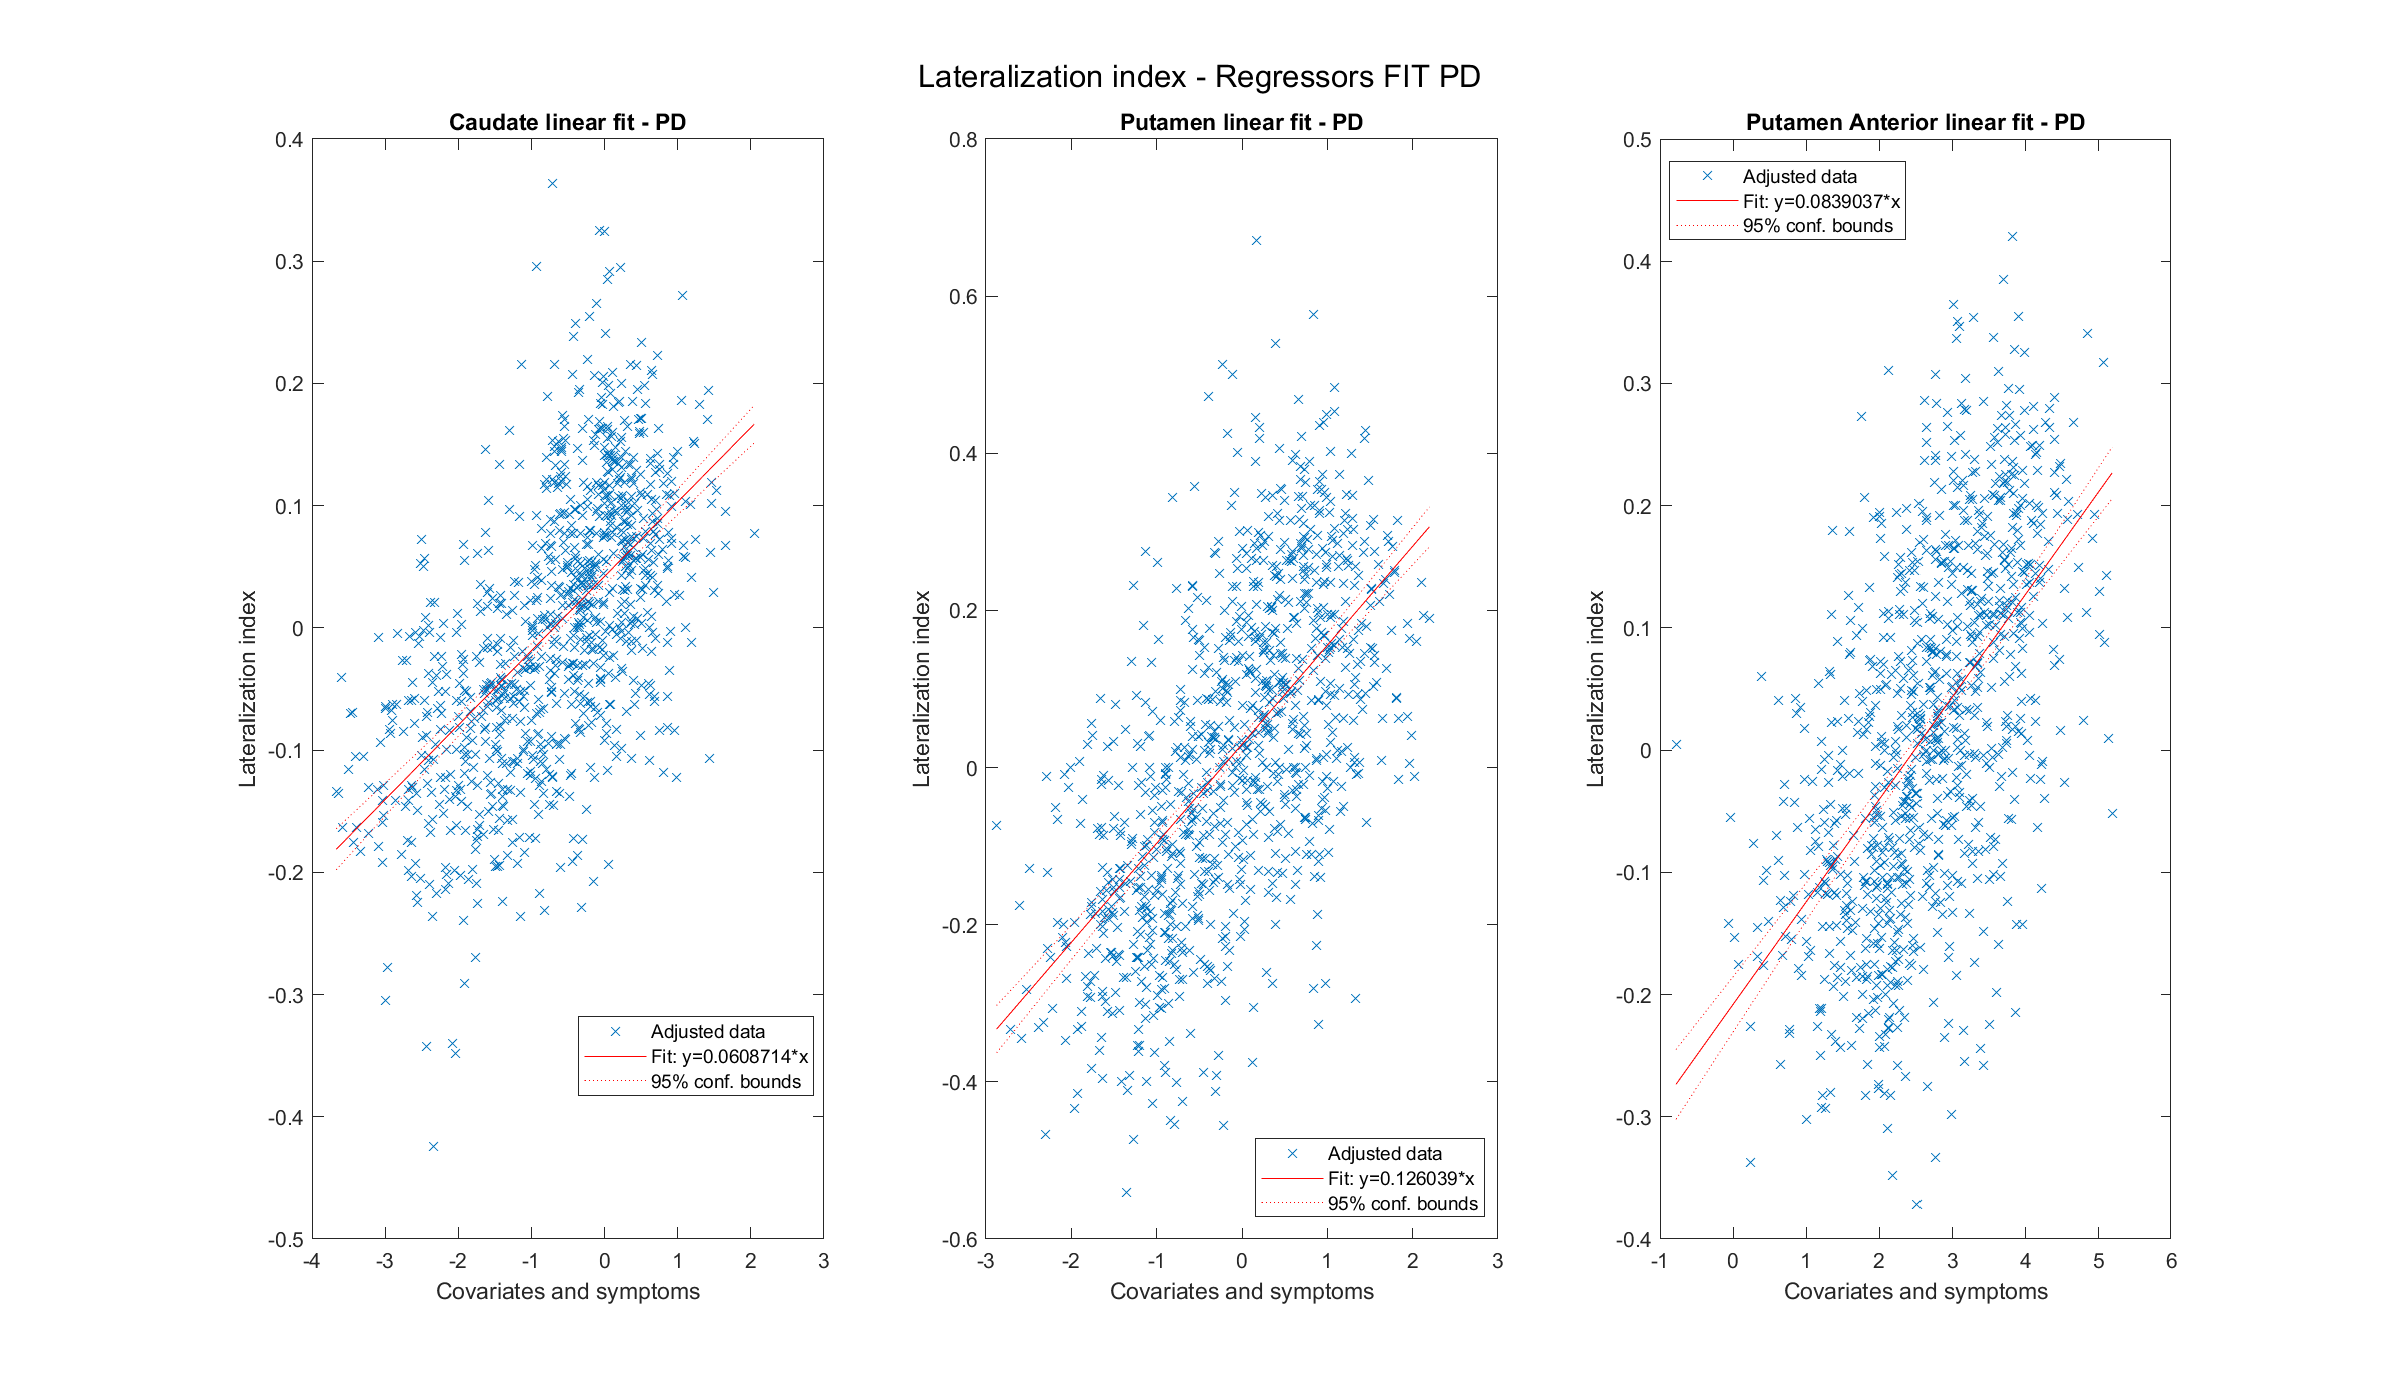 Lateralization index - Regressors FIT PD
Caudate linear fit - PD
0.4
0.3
0.2
0.1
0
-0.1
-0.2
-0.3
-0.4
-0.5
Lateralization index
Adjusted data
Fit: y=0.0608714*x
95% conf. bounds
-4 -3 -2 -1 0 1 2 3
Covariates and symptoms
Putamen linear fit - PD
0.8
0.6
0.4
0.2
0
-0.2
-0.4
-0.6
Lateralization index
Adjusted data
Fit: y=0.126039*x
95% conf. bounds
-3 -2 -1 0 1 2 3
Covariates and symptoms
Putamen Anterior linear fit - PD
0.5
0.4
0.3
0.2
0.1
0
-0.1
-0.2
-0.3
-0.4
Lateralization index
Adjusted data
Fit: y=0.0839037*x
95% conf. bounds
-1 0 1 2 3 4 5 6
Covariates and symptoms